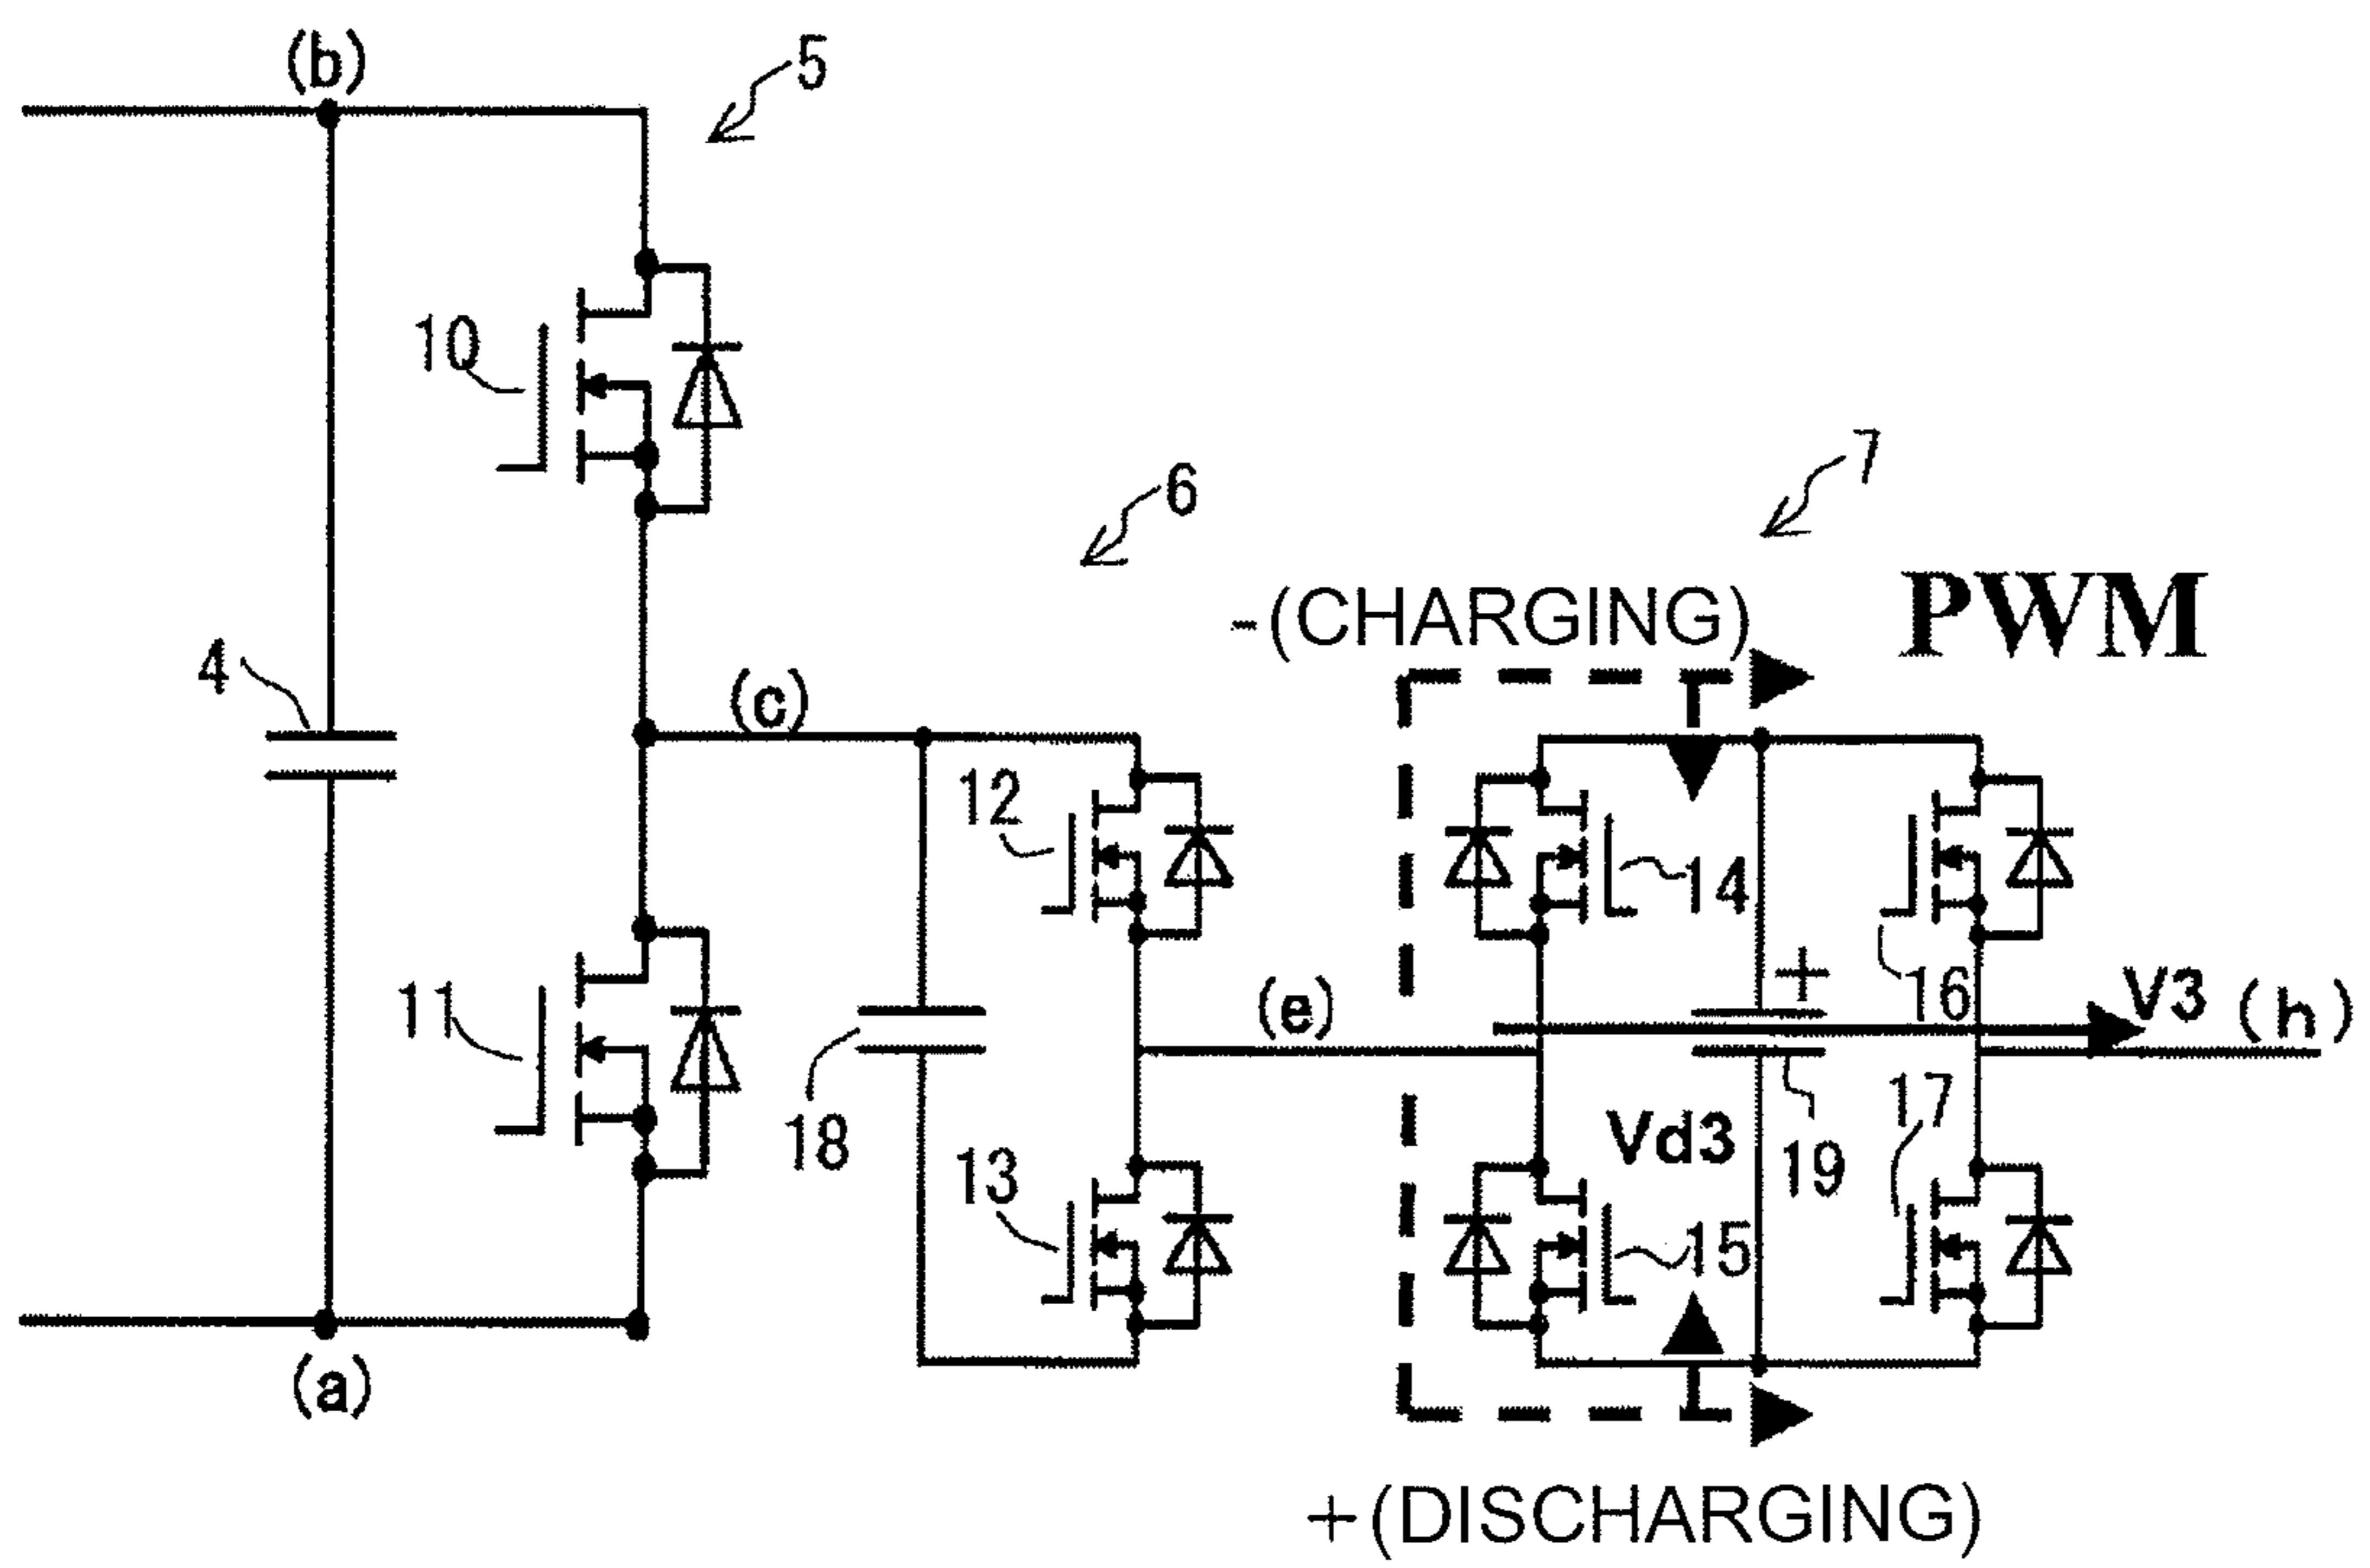 (b)
5
10
6
7
-(CHARGING)
PWM
4
(c)
12
14
16
11
(e)
V3
(h)
18
13
Vd3
19
17
15
(a)
+
+(DISCHARGING)